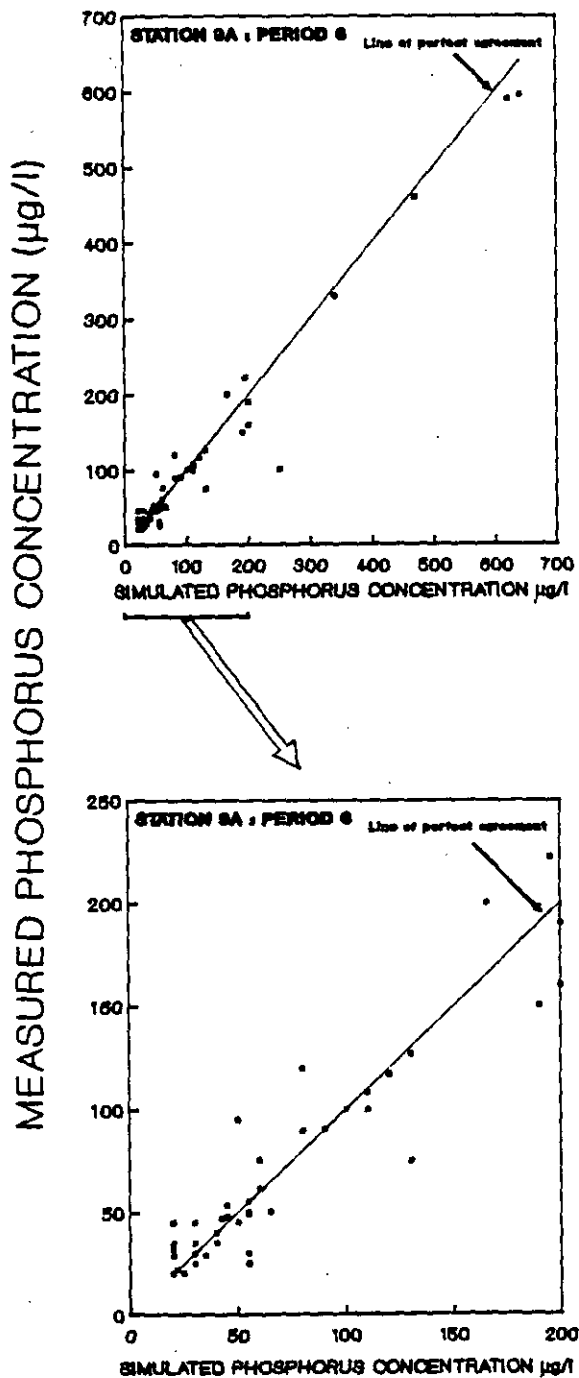 MEASURED PHOSPHORUS CONCENTRATION (µg/l)
STATION 9A : PERIOD 6
Line of perfect agreement
700
600
500
400
300
200
100
0
0 100 200 300 400 500 600 700
SIMULATED PHOSPHORUS CONCENTRATION µg/l
STATION 9A : PERIOD 6
Line of perfect agreement
250
200
150
100
50
0
0 50 100 150 200
SIMULATED PHOSPHORUS CONCENTRATION µg/l